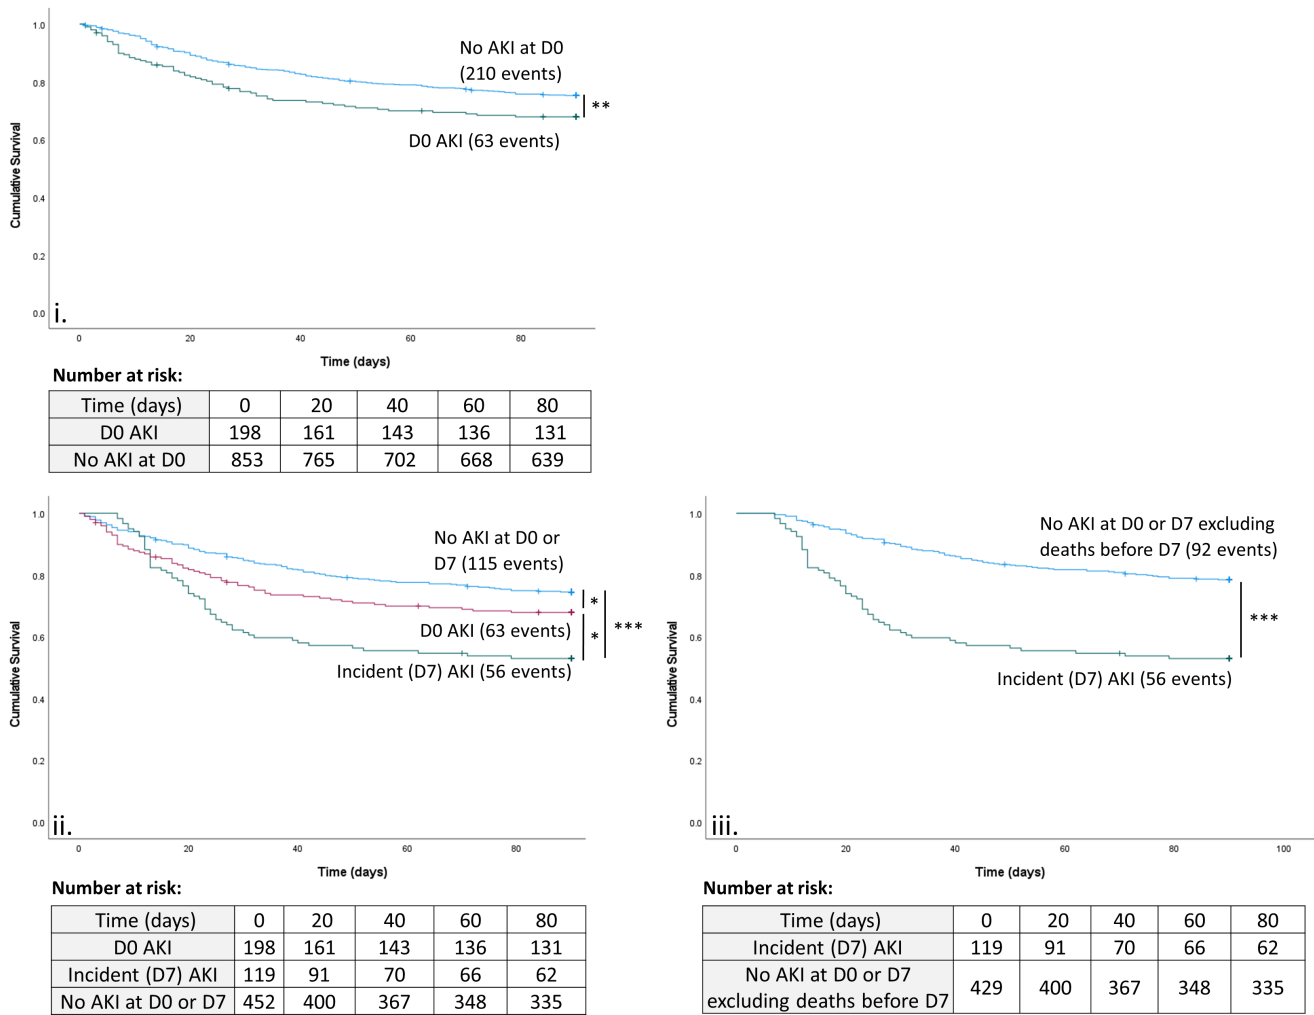 1.0
0.8
0.6
0.4
0.2
0.0
Cumulative Survival
No AKI at D0
(210 events)
**
D0 AKI (63 events)
i.
0 20 40 60 80
Time (days)
Number at risk:
Time (days) 0 20 40 60 80
D0 AKI 198 161 143 136 131
No AKI at D0 853 765 702 668 639
1.0
0.8
0.6
0.4
0.2
0.0
Cumulative Survival
No AKI at D0 or
D7 (115 events)
*
***
D0 AKI (63 events)
*
Incident (D7) AKI (56 events)
ii.
0 20 40 60 80
Time (days)
Number at risk:
Time (days) 0 20 40 60 80
D0 AKI 198 161 143 136 131
Incident (D7) AKI 119 91 70 66 62
No AKI at D0 or D7 452 400 367 348 335
1.0
0.8
0.6
0.4
0.2
0.0
Cumulative Survival
No AKI at D0 or D7 excluding
deaths before D7 (92 events)
***
Incident (D7) AKI (56 events)
iii.
0 20 40 60 80 100
Time (days)
Number at risk:
Time (days) 0 20 40 60 80
Incident (D7) AKI 119 91 70 66 62
No AKI at D0 or D7
excluding deaths before D7 429 400 367 348 335